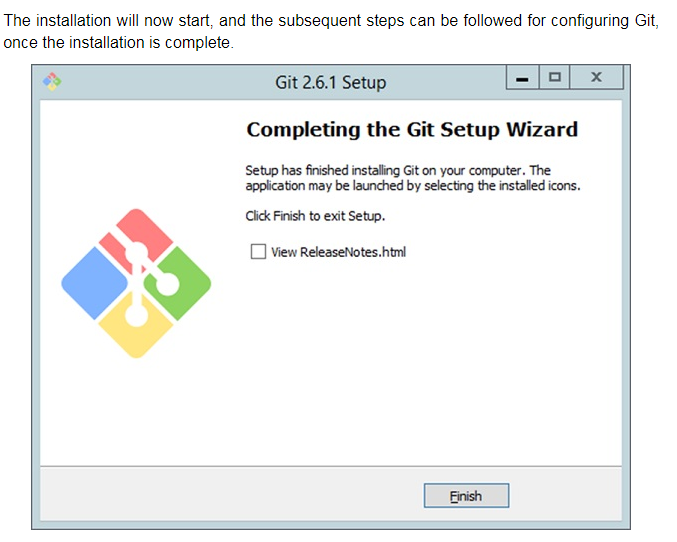 The installation will now start, and the subsequent steps can be followed for configuring Git,
once the installation is complete.
Git 2.6.1 Setup
Completing the Git Setup Wizard
Setup has finished installing Git on your computer. The
application may be launched by selecting the installed icons.
Click Finish to exit Setup.
View ReleaseNotes.html
Finish